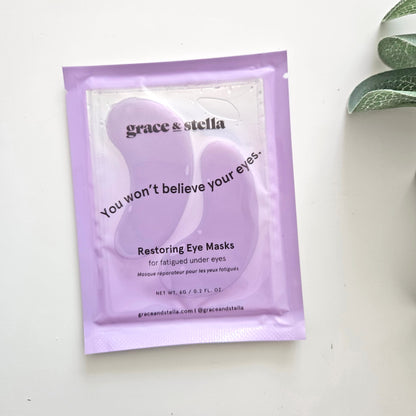 grace & stella
You won't believe your eyes.
Restoring Eye Masks
for fatigued under eyes
Masque réparateur pour les yeux fatigués
NET WT. 6G / 0.2 FL. OZ.
graceandstella.com | @graceandstella